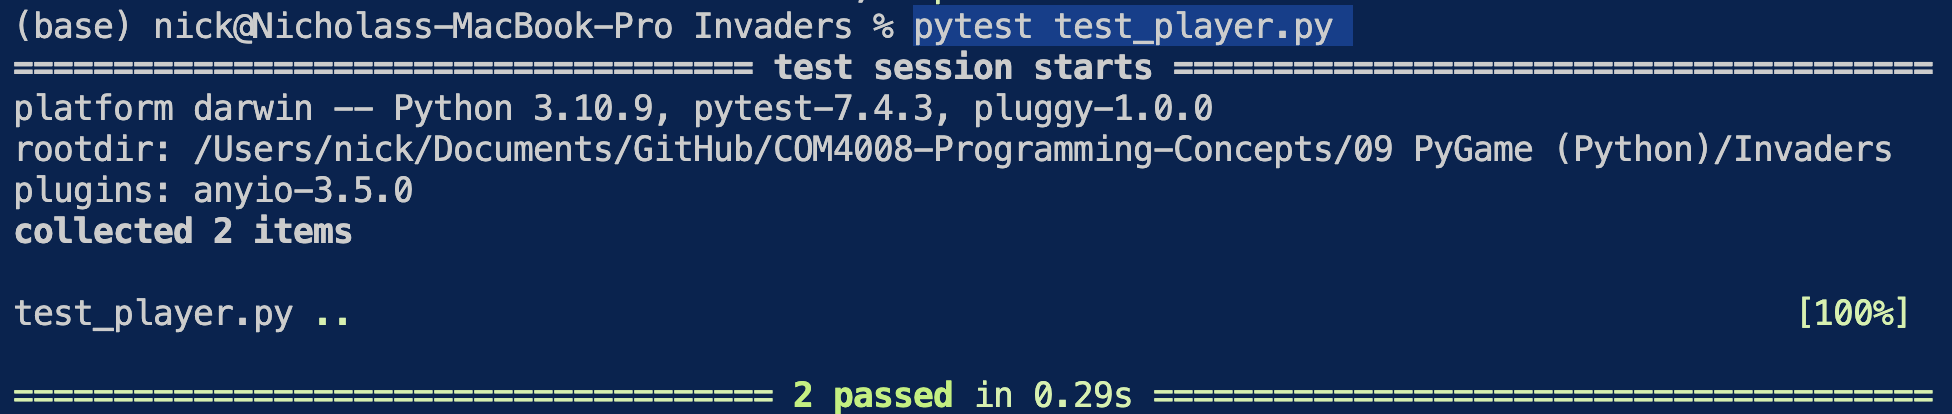 (base) nick@Nicholass-MacBook-Pro Invaders % pytest test_player.py
===================================== test session starts ======================================
platform darwin -- Python 3.10.9, pytest-7.4.3, pluggy-1.0.0
rootdir: /Users/nick/Documents/GitHub/COM4008-Programming-Concepts/09 PyGame (Python)/Invaders
plugins: anyio-3.5.0
collected 2 items
test_player.py .. [100%]
====================================== 2 passed in 0.29s =======================================